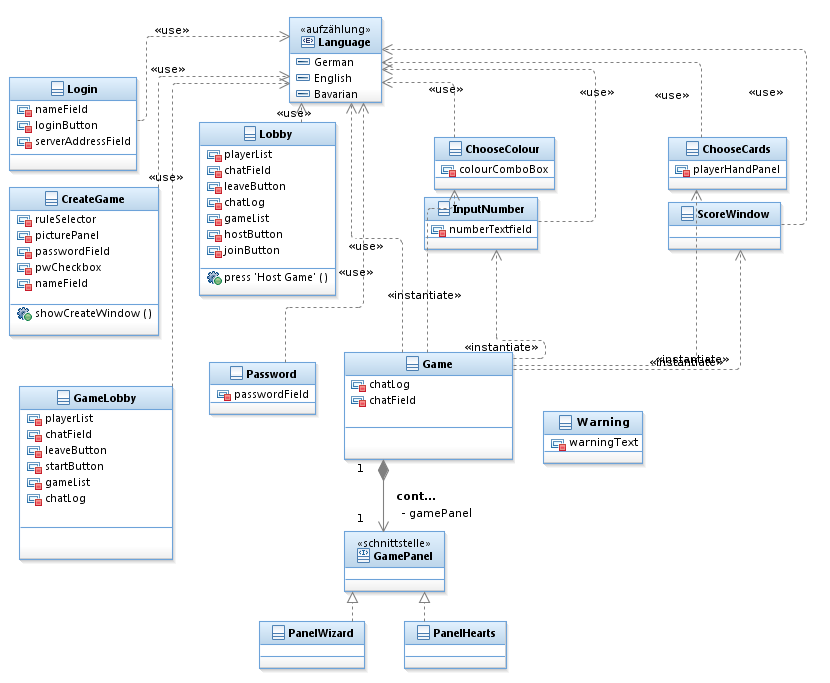 «use»
«aufzählung»
Language
German
English
Bavarian
«use»
«use»
«use»
«use»
«use»
«use»
«use»
Login
nameField
loginButton
serverAddressField
Lobby
playerList
chatField
leaveButton
chatLog
gameList
hostButton
joinButton
press 'Host Game' ( )
ChooseColour
colourComboBox
ChooseCards
playerHandPanel
CreateGame
ruleSelector
picturePanel
passwordField
pwCheckbox
nameField
showCreateWindow ( )
InputNumber
numberTextfield
ScoreWindow
«use»
«use»
«instantiate»
«instantiate»
«instantiate»
«instantiate»
Password
passwordField
Game
chatLog
chatField
GameLobby
playerList
chatField
leaveButton
startButton
gameList
chatLog
Warning
warningText
1
cont...
- gamePanel
1
«schnittstelle»
GamePanel
PanelWizard
PanelHearts